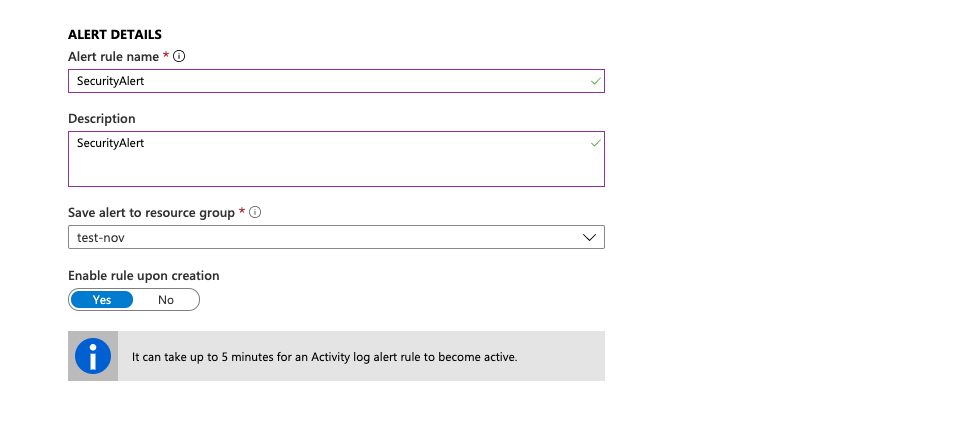 ALERT DETAILS
Alert rule name *
SecurityAlert
Description
SecurityAlert
Save alert to resource group *
test-nov
Enable rule upon creation
Yes No
It can take up to 5 minutes for an Activity log alert rule to become active.